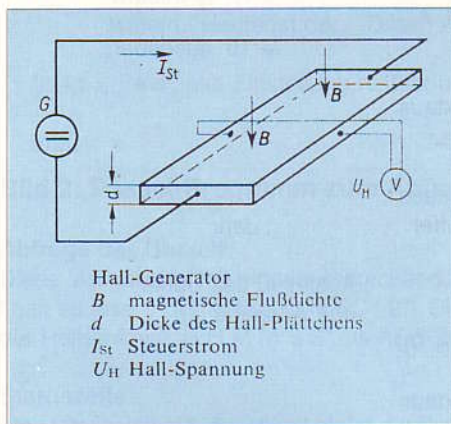 I_St
G
B
B
d
U_H
V
Hall-Generator
B magnetische Flußdichte
d Dicke des Hall-Plättchens
I_St Steuerstrom
U_H Hall-Spannung